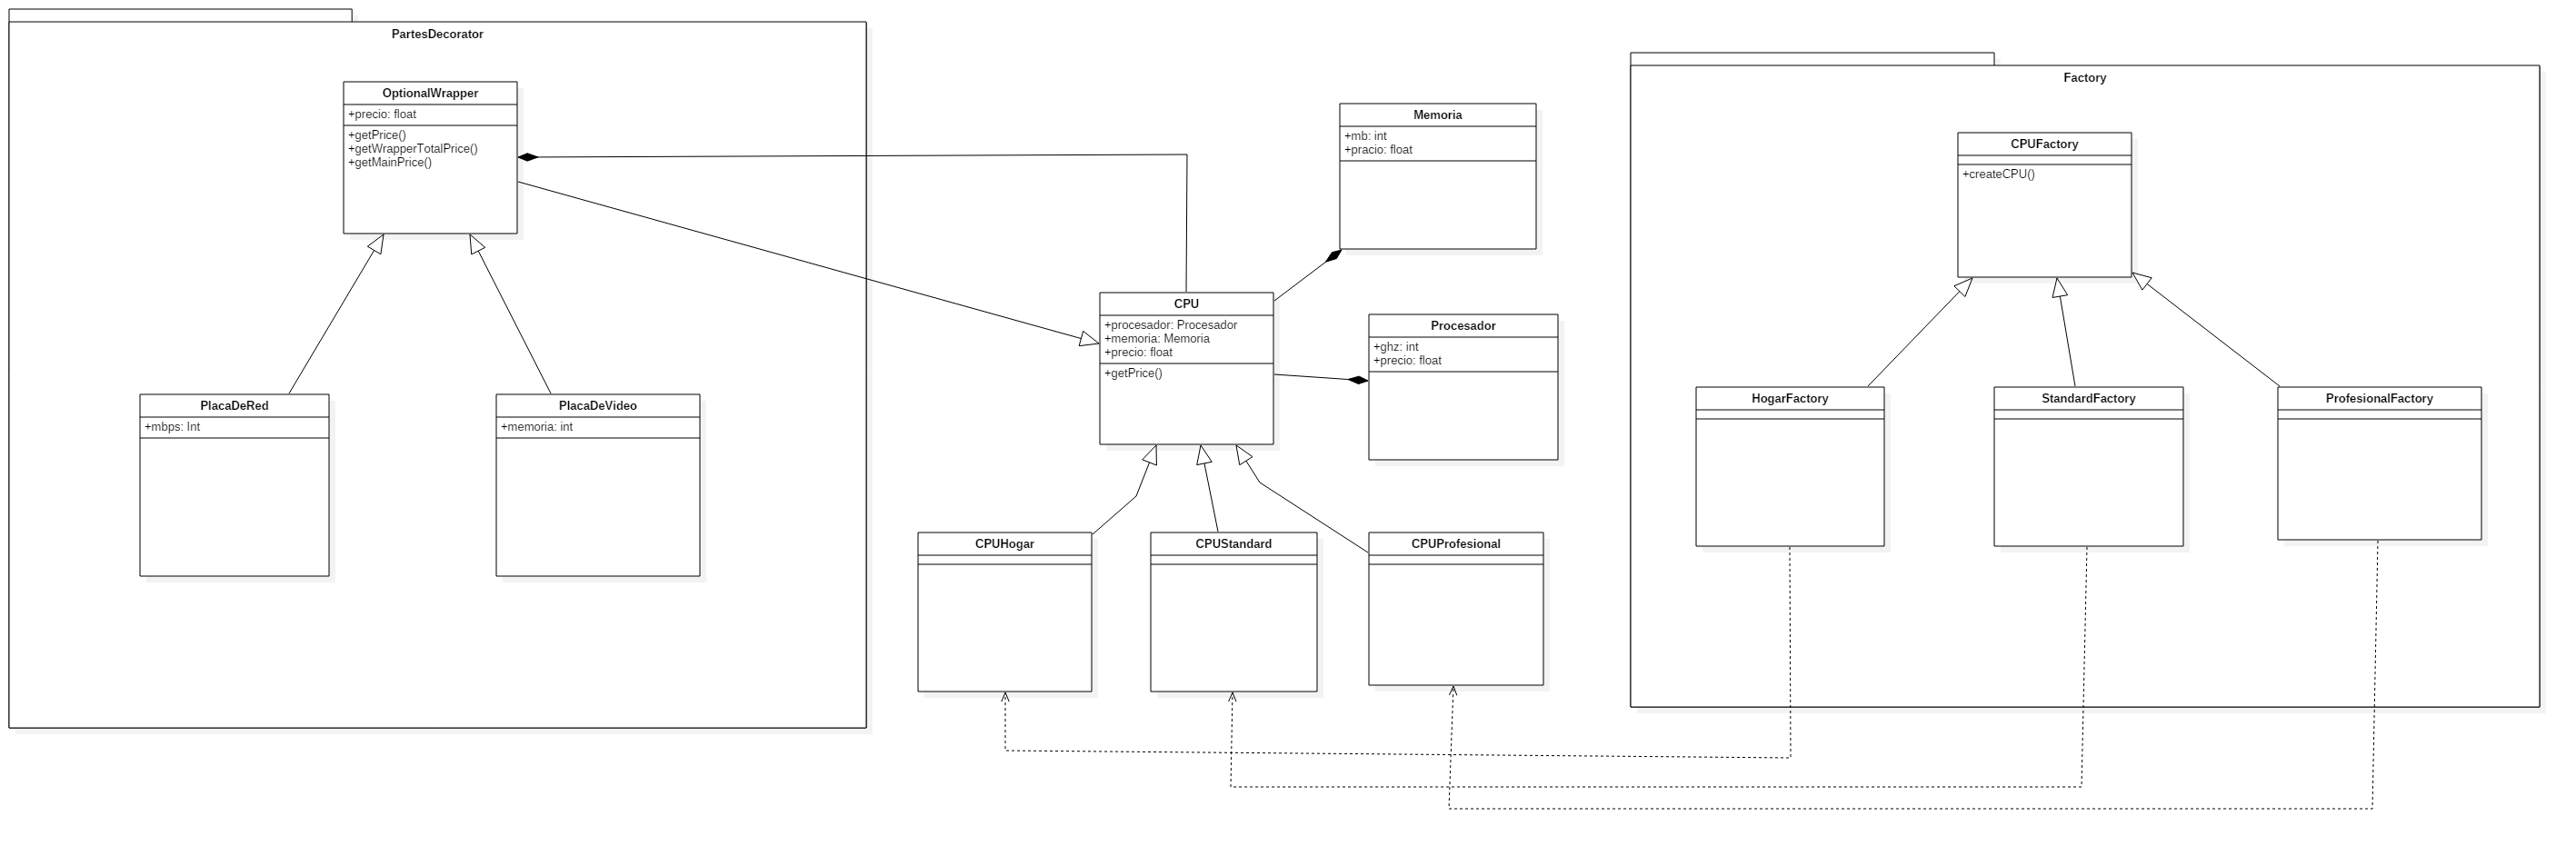 PartesDecorator
OptionalWrapper
+precio: float
+getPrice()
+getWrapperTotalPrice()
+getMainPrice()
PlacaDeRed
+mbps: Int
PlacaDeVideo
+memoria: int
Memoria
+mb: int
+pracio: float
CPU
+procesador: Procesador
+memoria: Memoria
+precio: float
+getPrice()
Procesador
+ghz: int
+precio: float
CPUHogar
CPUStandard
CPUProfesional
Factory
CPUFactory
+createCPU()
HogarFactory
StandardFactory
ProfesionalFactory